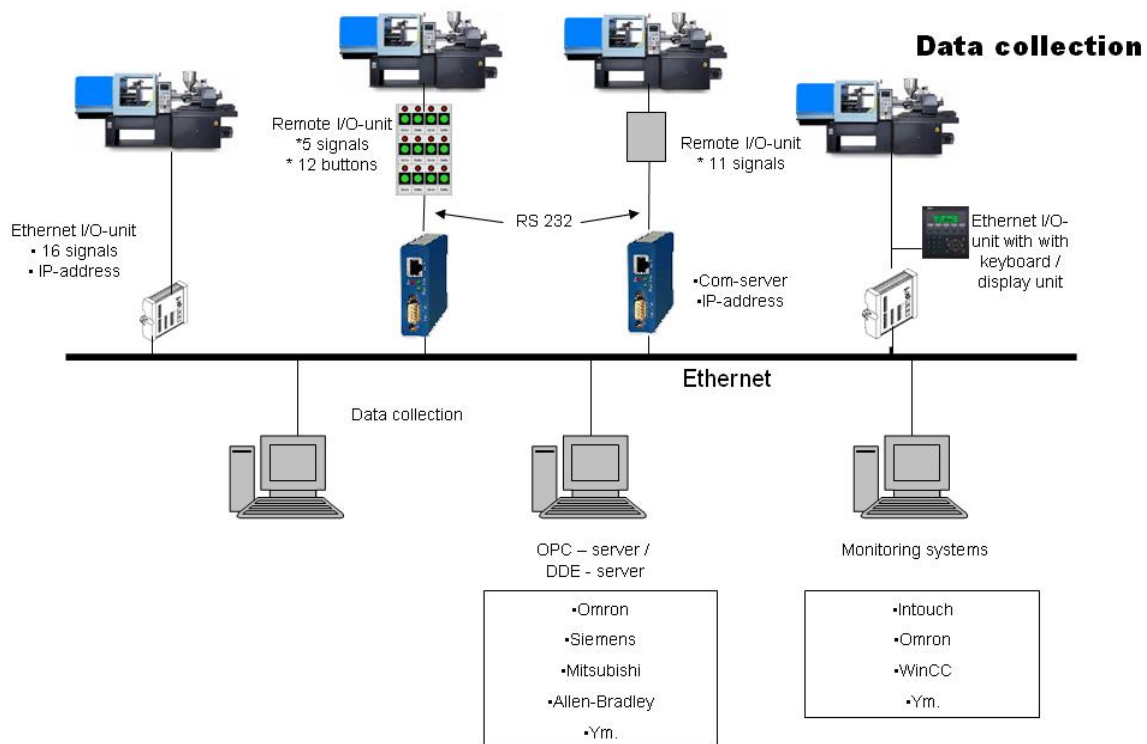 Data collection
Remote I/O-unit
*5 signals
* 12 buttons
Remote I/O-unit
* 11 signals
RS 232
Ethernet I/O-unit
▪ 16 signals
▪ IP-address
▪Com-server
▪IP-address
Ethernet I/O-
unit with with
keyboard /
display unit
Ethernet
Data collection
OPC – server /
DDE - server
▪Omron
▪Siemens
▪Mitsubishi
▪Allen-Bradley
▪Ym.
Monitoring systems
▪Intouch
▪Omron
▪WinCC
▪Ym.